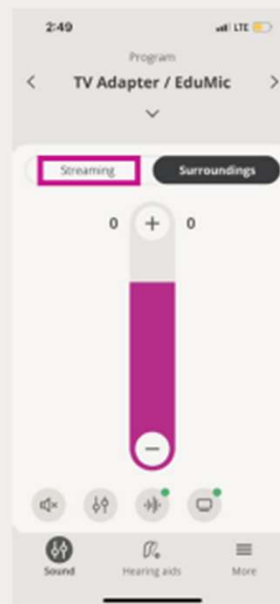 2:49 LTE
Program
< TV Adapter / EduMic >
Streaming Surroundings
0 + 0
−
Sound Hearing aids More